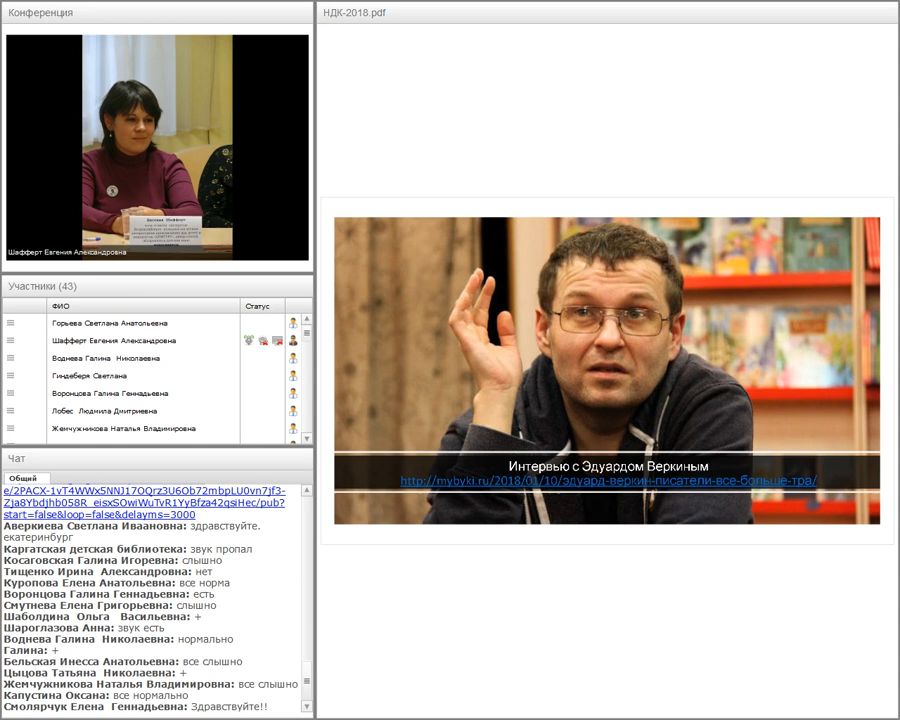 Конференция
Шафферт Евгения Александровна
Участники (43)
ФИО
Статус
Горьева Светлана Анатольевна
Шафферт Евгения Александровна
Воднева Галина Николаевна
Гиндеберя Светлана
Воронцова Галина Геннадьевна
Лобес Людмила Дмитриевна
Жемчужникова Наталья Владимировна
Чат
Общий
e/2PACX-1vT4WWx5NNJ17OQrz3U6Ob72mbpLU0vn7jf3-
Zja8Ybdjhb058R_eisxSOwiWuTvR1YyBfza42qsiHec/pub?
start=false&loop=false&delayms=3000
Аверкиева Светлана Ивановна: здравствуйте.
екатеринбург
Каргатская детская библиотека: звук пропал
Косаговская Галина Игоревна: слышно
Тищенко Ирина Александровна: нет
Куропова Елена Анатольевна: все норма
Воронцова Галина Геннадьевна: есть
Смутнева Елена Григорьевна: слышно
Шаболдина Ольга Васильевна: +
Шароглазова Анна: звук есть
Воднева Галина Николаевна: нормально
Галина: +
Бельская Инесса Анатольевна: все слышно
Цыцова Татьяна Николаевна: +
Жемчужникова Наталья Владимировна: все слышно
Капустина Оксана: все нормально
Смолярчук Елена Геннадьевна: Здравствуйте!!
НДК-2018.pdf
Интервью с Эдуардом Веркиным
http://mybyki.ru/2018/01/10/эдуард-веркин-писатели-все-больше-тра/